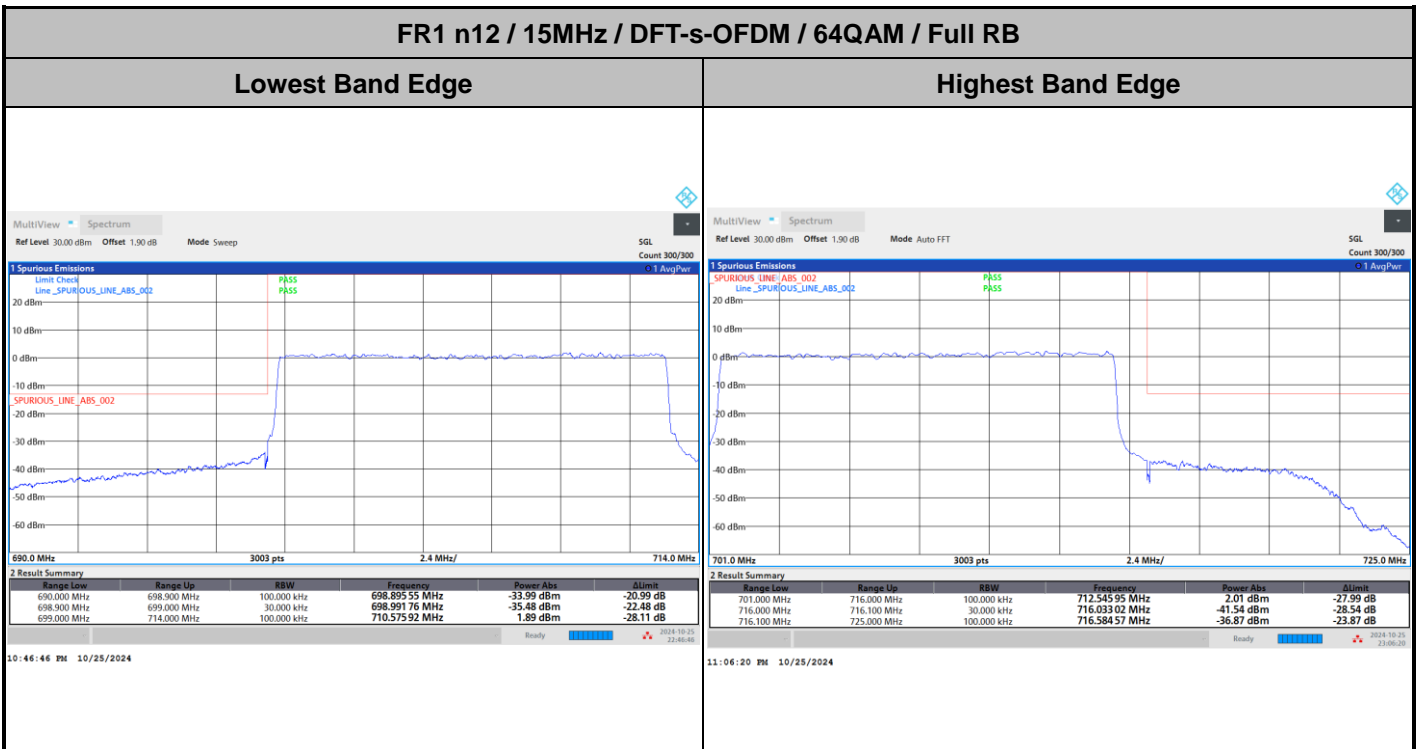 FR1 n12 / 15MHz / DFT-s-OFDM / 64QAM / Full RB
Lowest Band Edge
Highest Band Edge
MultiView Spectrum
Ref Level 30.00 dBm Offset 1.90 dB Mode Sweep
SGL
Count 300/300
1 Spurious Emissions
1 AvgPwr
Limit Check PASS
Line _SPURIOUS_LINE_ABS_002 PASS
20 dBm
10 dBm
0 dBm
-10 dBm
_SPURIOUS_LINE_ABS_002
-20 dBm
-30 dBm
-40 dBm
-50 dBm
-60 dBm
690.0 MHz 3003 pts 2.4 MHz/ 714.0 MHz
2 Result Summary
Range Low Range Up RBW Frequency Power Abs ΔLimit
690.000 MHz 698.900 MHz 100.000 kHz 698.895 55 MHz -33.99 dBm -20.99 dB
698.900 MHz 699.000 MHz 30.000 kHz 698.991 76 MHz -35.48 dBm -22.48 dB
699.000 MHz 714.000 MHz 100.000 kHz 710.575 92 MHz 1.89 dBm -28.11 dB
Ready 2024-10-25
22:46:46
10:46:46 PM 10/25/2024
MultiView Spectrum
Ref Level 30.00 dBm Offset 1.90 dB Mode Auto FFT
SGL
Count 300/300
1 Spurious Emissions
1 AvgPwr
_SPURIOUS_LINE_ABS_002 PASS
Line _SPURIOUS_LINE_ABS_002 PASS
20 dBm
10 dBm
0 dBm
-10 dBm
-20 dBm
-30 dBm
-40 dBm
-50 dBm
-60 dBm
701.0 MHz 3003 pts 2.4 MHz/ 725.0 MHz
2 Result Summary
Range Low Range Up RBW Frequency Power Abs ΔLimit
701.000 MHz 716.000 MHz 100.000 kHz 712.545 95 MHz 2.01 dBm -27.99 dB
716.000 MHz 716.100 MHz 30.000 kHz 716.033 02 MHz -41.54 dBm -28.54 dB
716.100 MHz 725.000 MHz 100.000 kHz 716.584 57 MHz -36.87 dBm -23.87 dB
Ready 2024-10-25
23:06:20
11:06:20 PM 10/25/2024